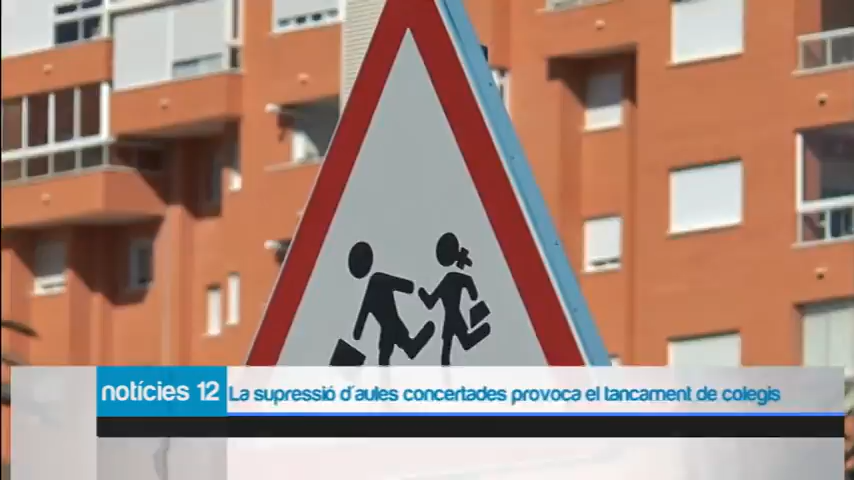 notícies 12
La supressió d'aules concertades provoca el tancament de colegis